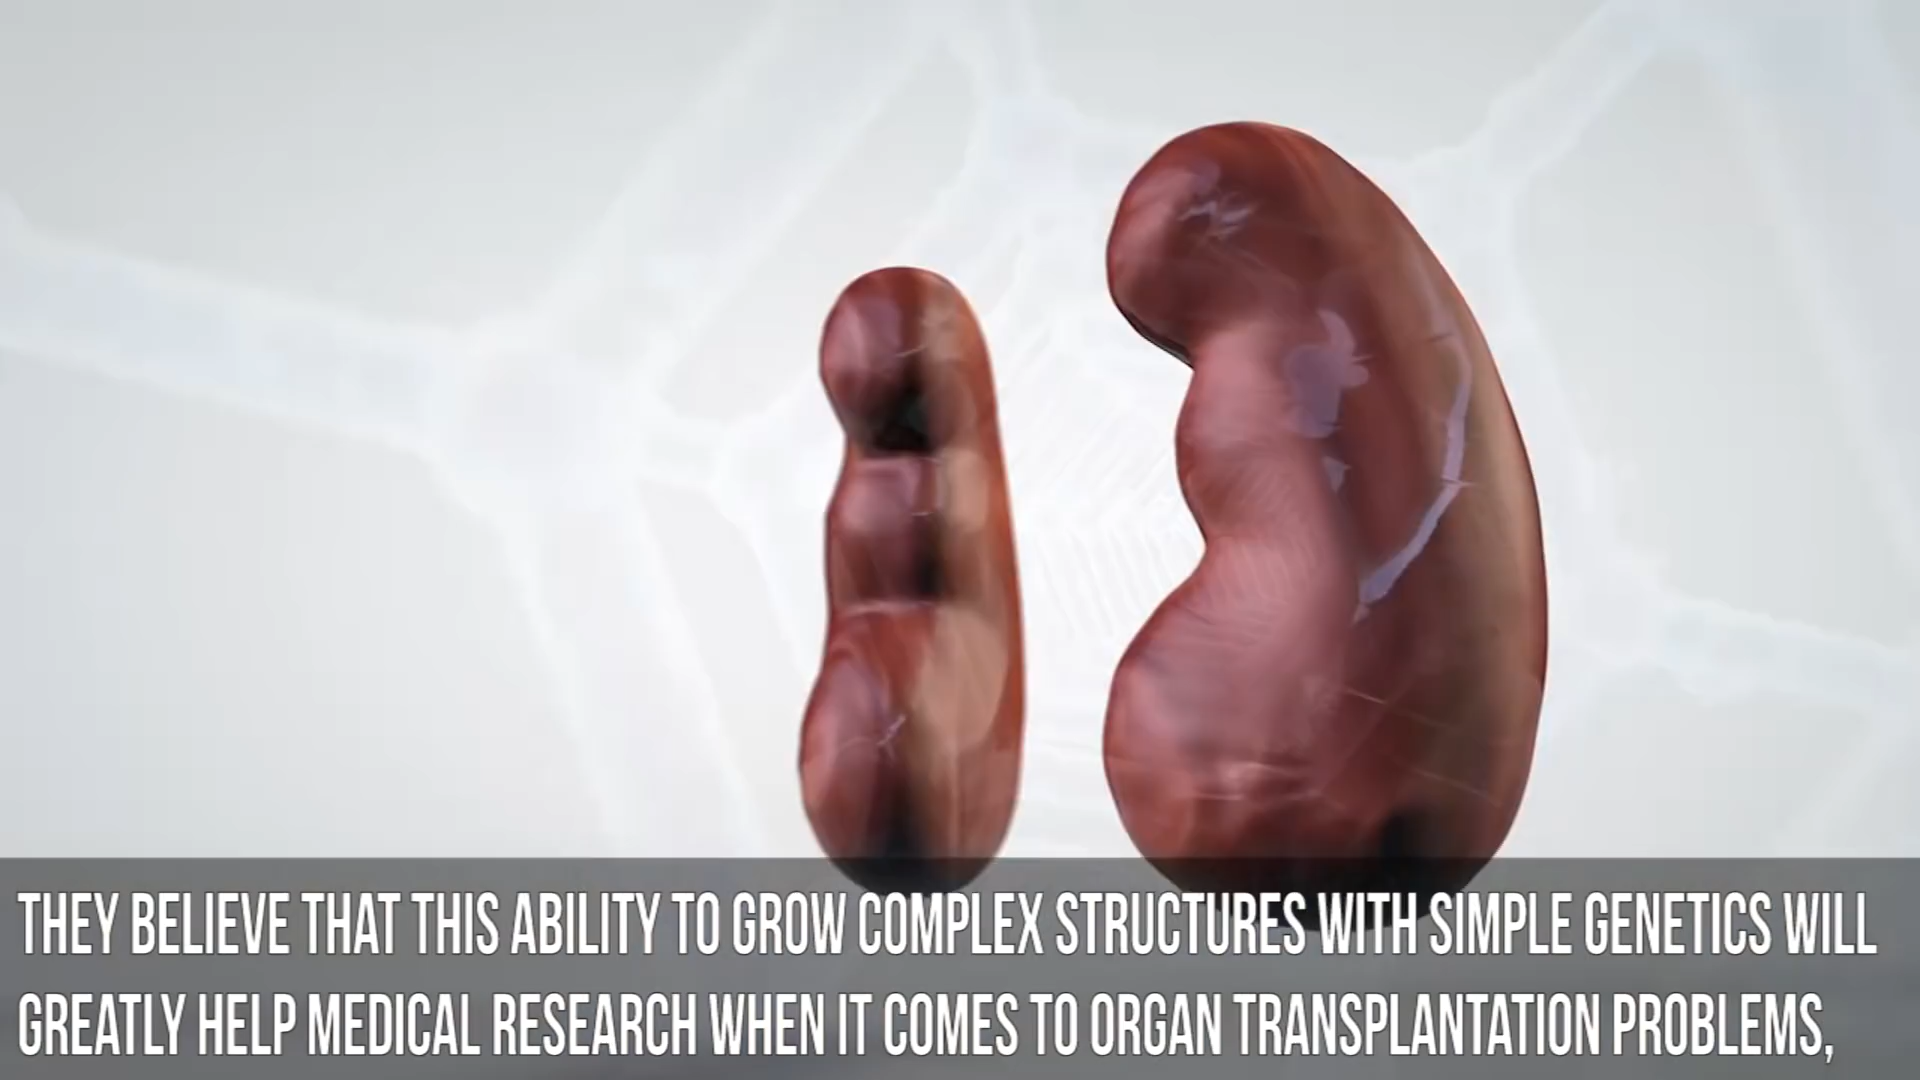 THEY BELIEVE THAT THIS ABILITY TO GROW COMPLEX STRUCTURES WITH SIMPLE GENETICS WILL
GREATLY HELP MEDICAL RESEARCH WHEN IT COMES TO ORGAN TRANSPLANTATION PROBLEMS,